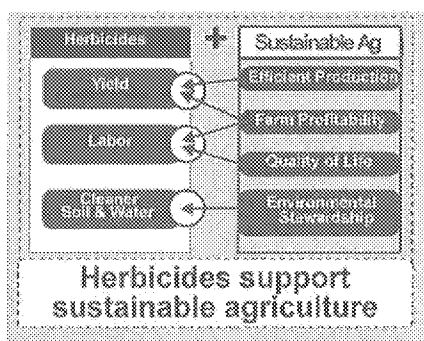 Herbicides
+
Sustainable Ag
Yield
Labor
Cleaner
Soil & Water
Efficient Production
Farm Profitability
Quality of Life
Environmental
Stewardship
Herbicides support
sustainable agriculture